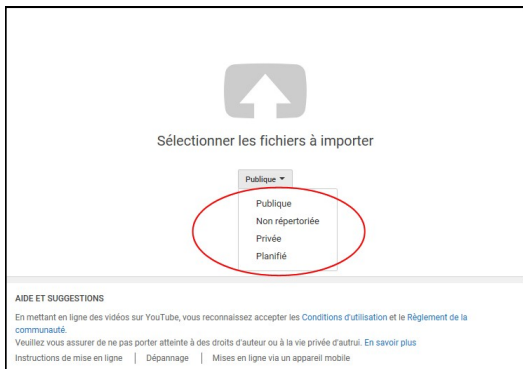 Sélectionner les fichiers à importer
Publique
Publique
Non répertoriée
Privée
Planifié
AIDE ET SUGGESTIONS
En mettant en ligne des vidéos sur YouTube, vous reconnaissez accepter les Conditions d'utilisation et le Règlement de la
communauté.
Veuillez vous assurer de ne pas porter atteinte à des droits d'auteur ou à la vie privée d'autrui. En savoir plus
Instructions de mise en ligne | Dépannage | Mises en ligne via un appareil mobile